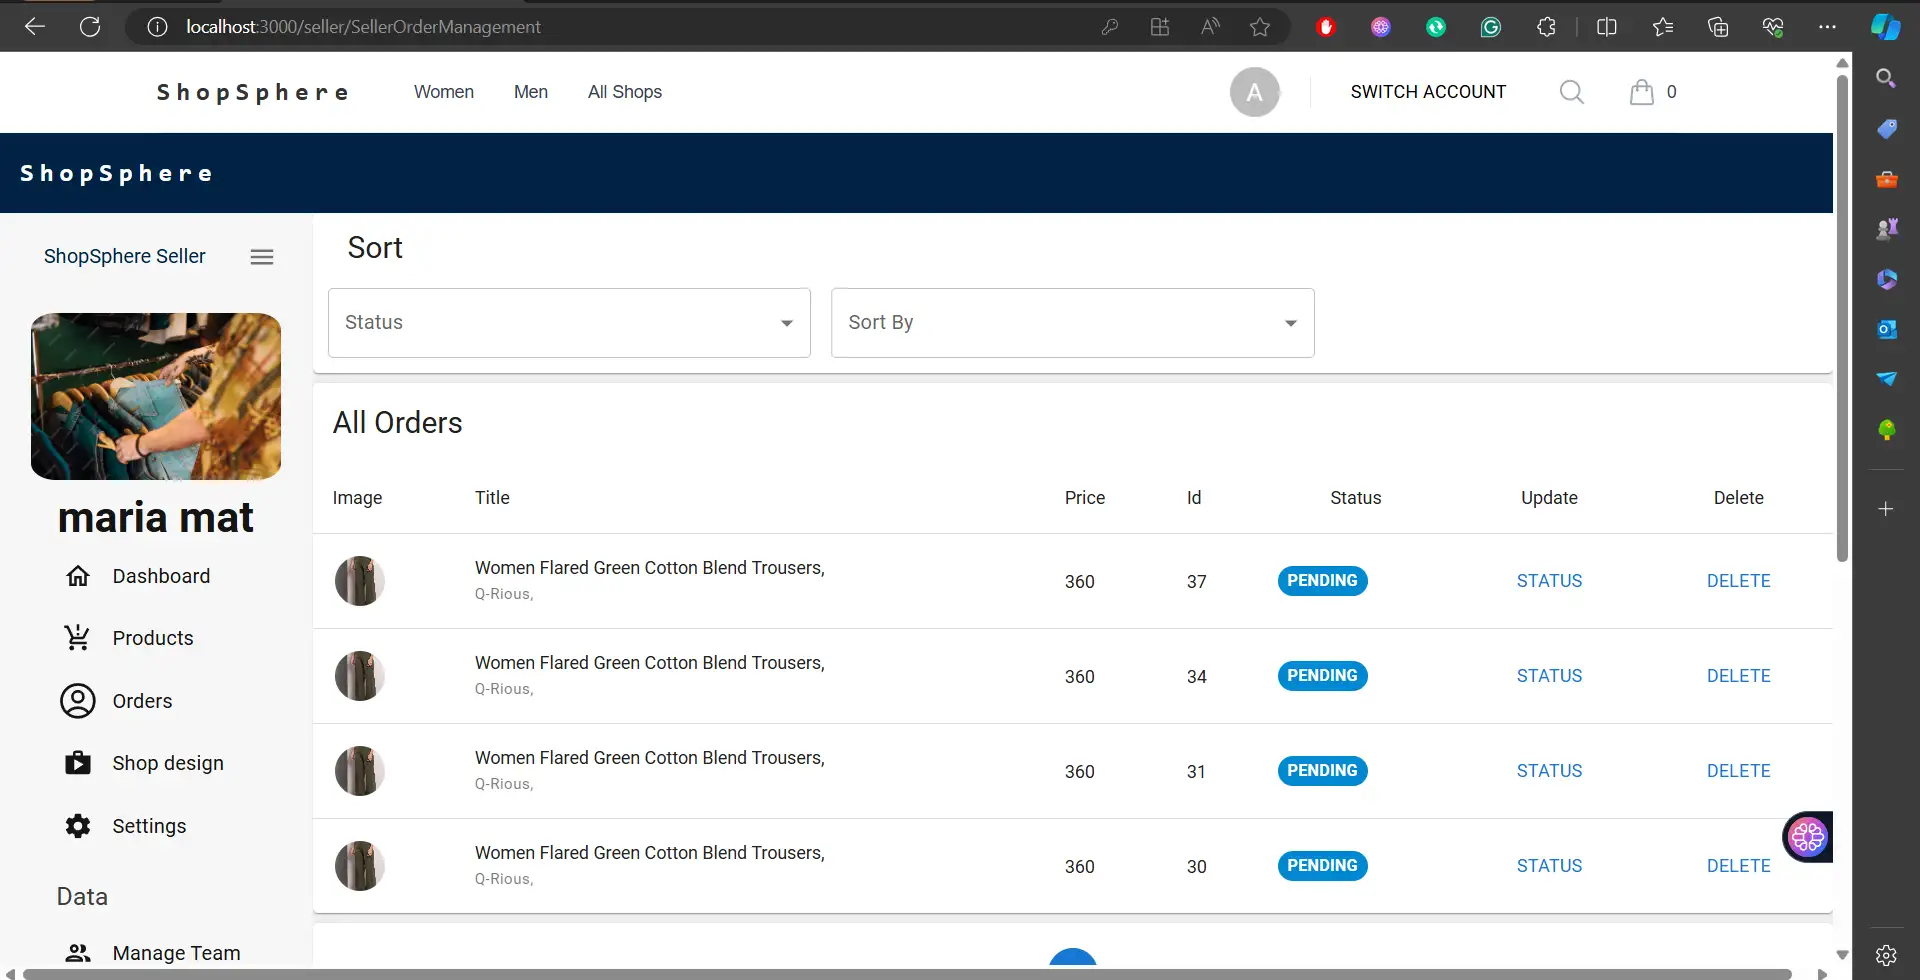 localhost:3000/seller/SellerOrderManagement
ShopSphere Women Men All Shops A SWITCH ACCOUNT 0
ShopSphere
ShopSphere Seller
Sort
Status Sort By
All Orders
Image Title Price Id Status Update Delete
maria mat
Dashboard
Products
Orders
Shop design
Settings
Data
Manage Team
Women Flared Green Cotton Blend Trousers,
Q-Rious,
360 37 PENDING STATUS DELETE
Women Flared Green Cotton Blend Trousers,
Q-Rious,
360 34 PENDING STATUS DELETE
Women Flared Green Cotton Blend Trousers,
Q-Rious,
360 31 PENDING STATUS DELETE
Women Flared Green Cotton Blend Trousers,
Q-Rious,
360 30 PENDING STATUS DELETE